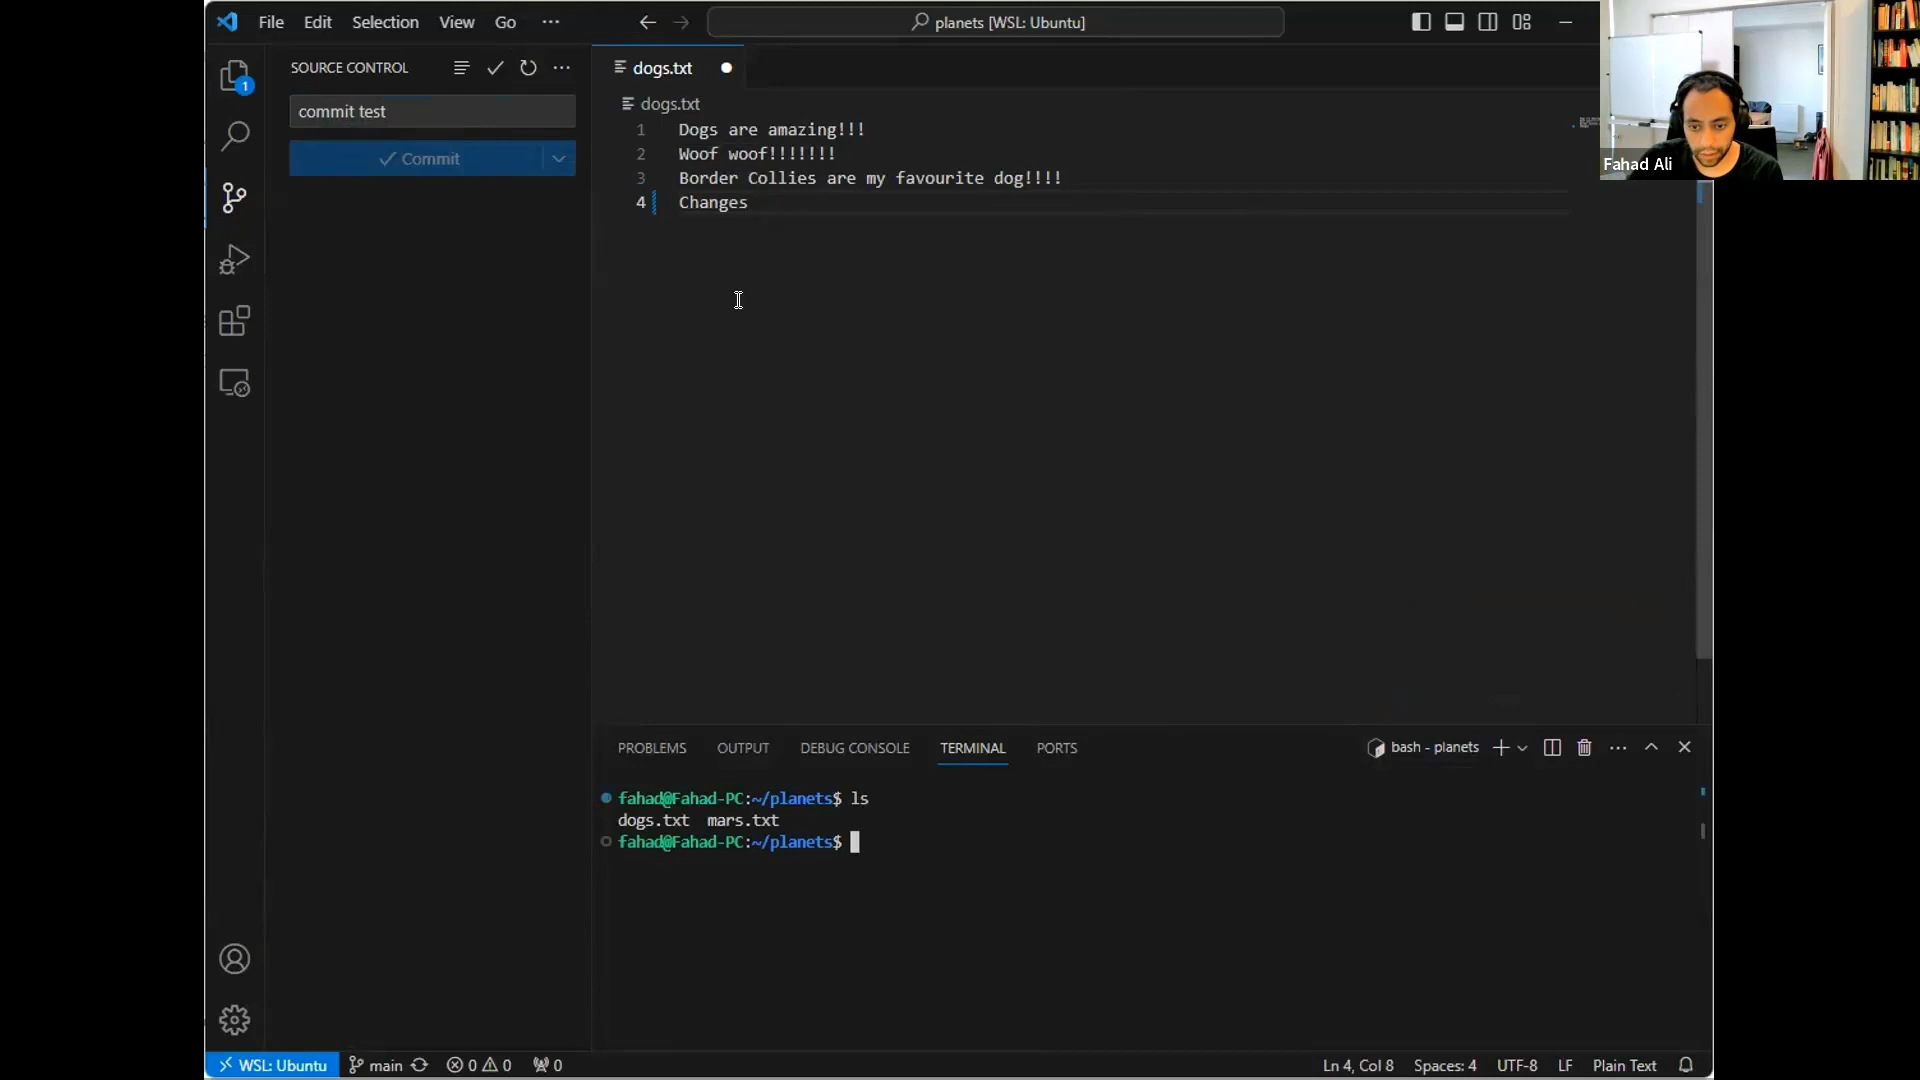 File Edit Selection View Go ...
planets [WSL: Ubuntu]
SOURCE CONTROL
dogs.txt
1
commit test
Commit
dogs.txt
1 Dogs are amazing!!!
2 Woof woof!!!!!!!
3 Border Collies are my favourite dog!!!!
4 Changes
Fahad Ali
PROBLEMS OUTPUT DEBUG CONSOLE TERMINAL PORTS
bash - planets
fahad@Fahad-PC:~/planets$ ls
dogs.txt mars.txt
fahad@Fahad-PC:~/planets$
WSL: Ubuntu main 0 0 0
Ln 4, Col 8 Spaces: 4 UTF-8 LF Plain Text